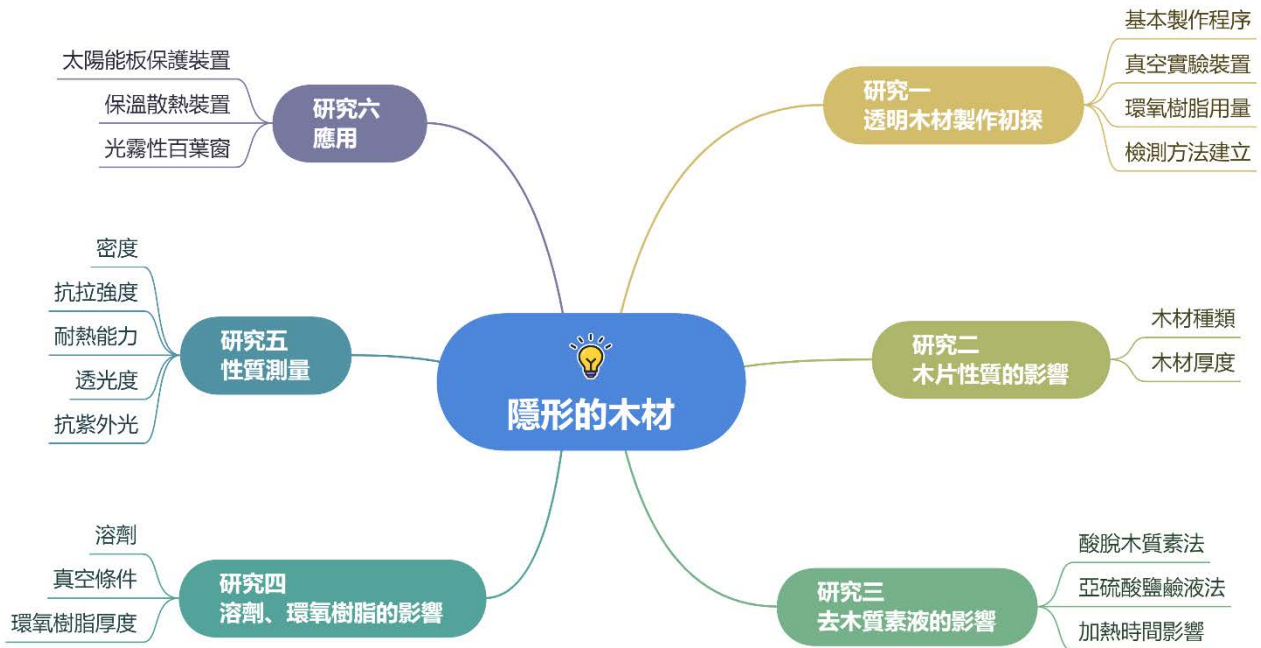 隱形的木材
研究一
透明木材製作初探
基本製作程序
真空實驗裝置
環氧樹脂用量
檢測方法建立
研究二
木片性質的影響
木材種類
木材厚度
研究三
去木質素液的影響
酸脫木質素法
亞硫酸鹽鹼液法
加熱時間影響
研究四
溶劑、環氧樹脂的影響
溶劑
真空條件
環氧樹脂厚度
研究五
性質測量
密度
抗拉強度
耐熱能力
透光度
抗紫外光
研究六
應用
太陽能板保護裝置
保溫散熱裝置
光霧性百葉窗